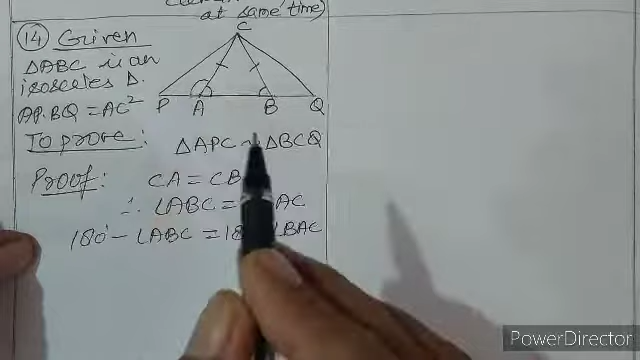 at same time)
14 Given
ΔABC is an
isosceles Δ.
AP.BQ = AC²
C
P A B Q
To prove: ΔAPC ~ ΔBCQ
Proof: CA = CB
∴ ∠ABC = AC
180° - ∠ABC = 18 ∠BAC
PowerDirector